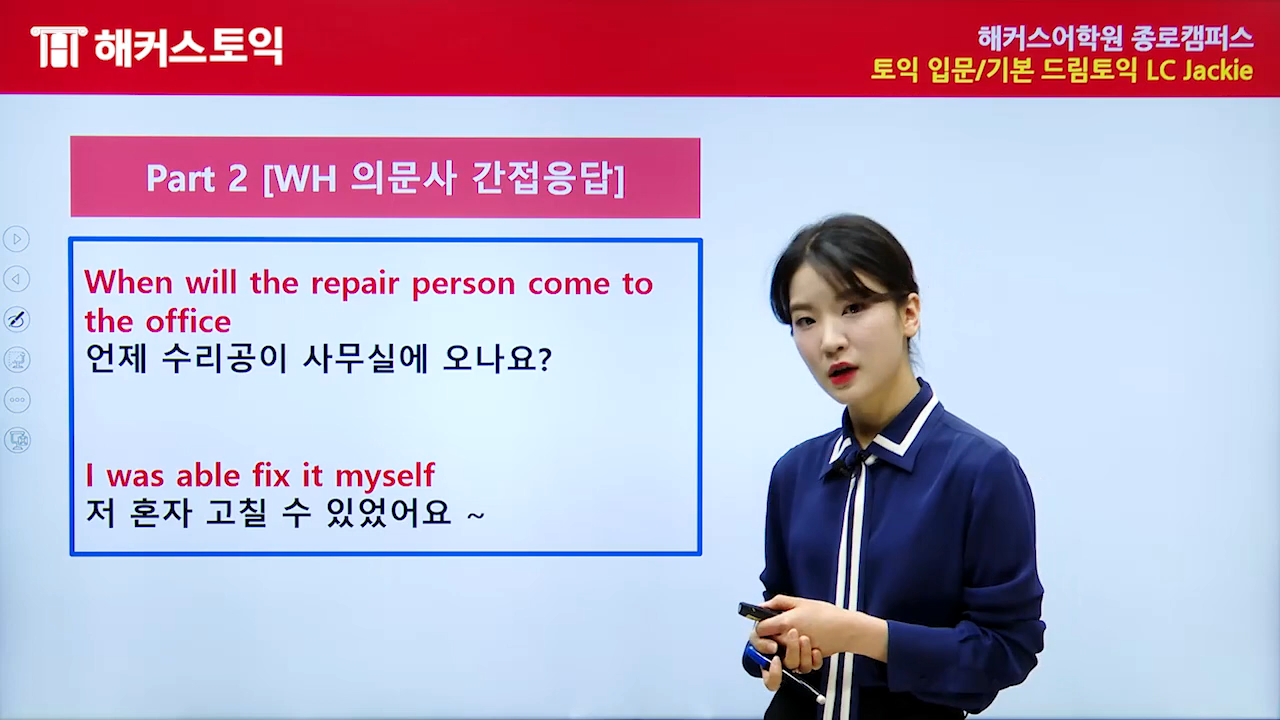 해커스토익
해커스어학원 종로캠퍼스
토익 입문/기본 드림토익 LC Jackie
Part 2 [WH 의문사 간접응답]
When will the repair person come to
the office
언제 수리공이 사무실에 오나요?
I was able fix it myself
저 혼자 고칠 수 있었어요 ~